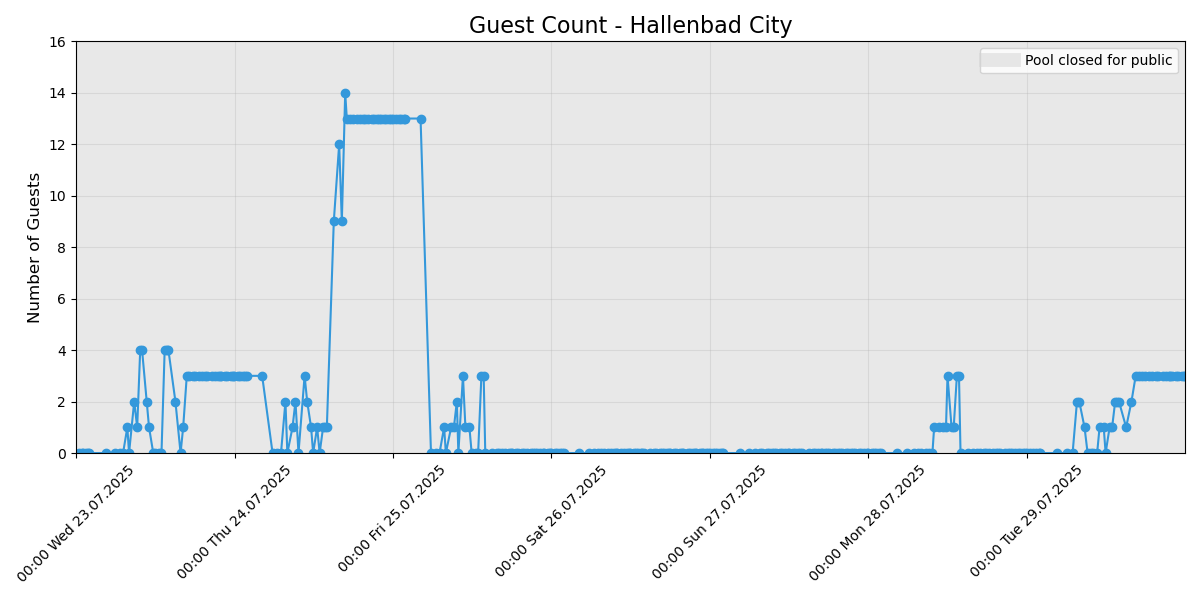 Guest Count - Hallenbad City
Pool closed for public
Number of Guests
16
14
12
10
8
6
4
2
0
00:00 Wed 23.07.2025
00:00 Thu 24.07.2025
00:00 Fri 25.07.2025
00:00 Sat 26.07.2025
00:00 Sun 27.07.2025
00:00 Mon 28.07.2025
00:00 Tue 29.07.2025